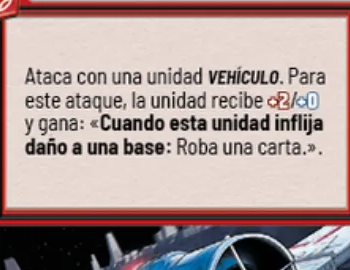 Ataca con una unidad VEHÍCULO. Para
este ataque, la unidad recibe +2/+0
y gana: «Cuando esta unidad inflija
daño a una base: Roba una carta.».